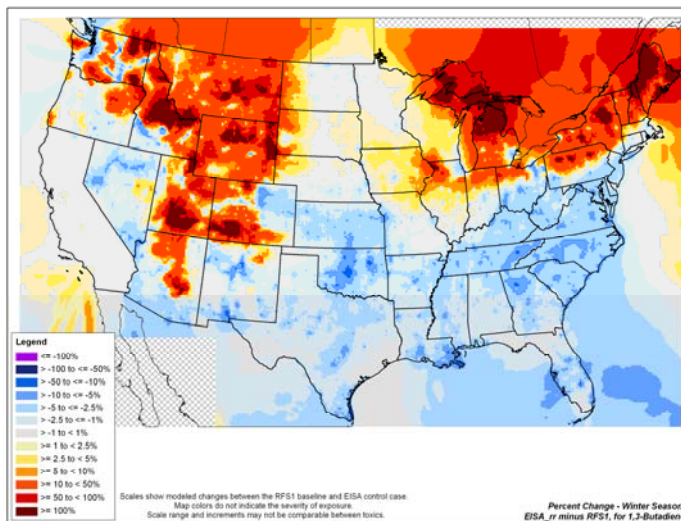 Legend
<= -100%
> -100 to <= -50%
> -50 to <= -10%
> -10 to <= -5%
> -5 to <= -2.5%
> -2.5 to <= -1%
> -1 to < 1%
>= 1 to < 2.5%
>= 2.5 to < 5%
>= 5 to < 10%
>= 10 to < 50%
>= 50 to < 100%
>= 100%
Scales show modeled changes between the RFS1 baseline and EISA control case.
Map colors do not indicate the severity of exposure.
Scale range and increments may not be comparable between toxics.
Percent Change - Winter Season
EISA_rr minus RFS1, for 1,3-Butadien